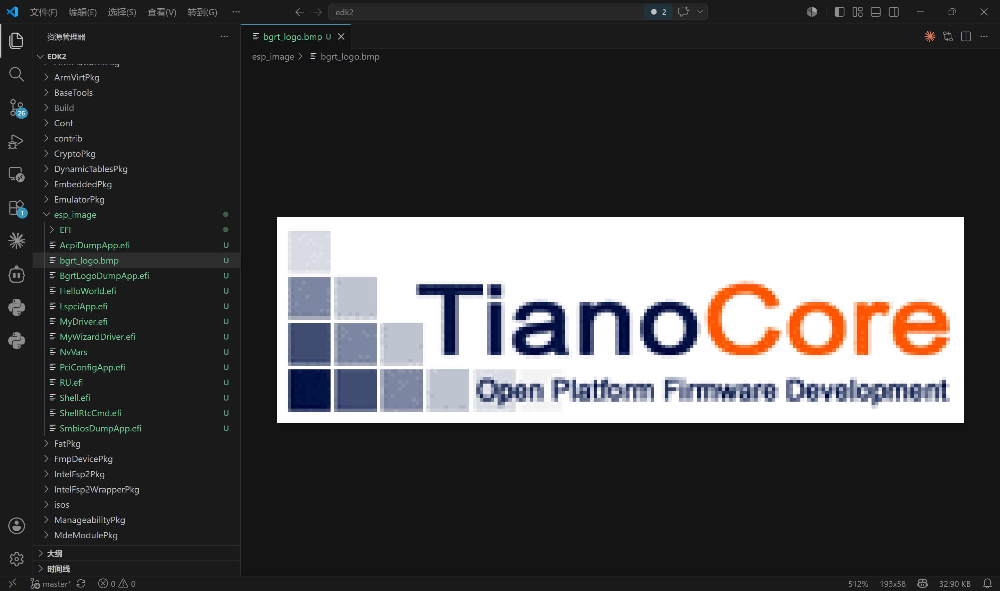 文件(F) 编辑(E) 选择(S) 查看(V) 转到(G) ···
edk2
2
资源管理器
bgrt_logo.bmp U
esp_image > bgrt_logo.bmp
EDK2
ArmPlatformPkg
ArmVirtPkg
BaseTools
Build
26
Conf
contrib
CryptoPkg
DynamicTablesPkg
EmbeddedPkg
EmulatorPkg
1
esp_image
EFI
AcpiDumpApp.efi U
bgrt_logo.bmp U
BgrtLogoDumpApp.efi U
HelloWorld.efi U
LspciApp.efi U
MyDriver.efi U
MyWizardDriver.efi U
NvVars U
PciConfigApp.efi U
RU.efi U
Shell.efi U
ShellRtcCmd.efi U
SmbiosDumpApp.efi U
FatPkg
FmpDevicePkg
IntelFsp2Pkg
IntelFsp2WrapperPkg
isos
ManageabilityPkg
MdeModulePkg
大纲
时间线
TianoCore
Open Platform Firmware Development
master* 0 0
512% 193x58 32.90 KB